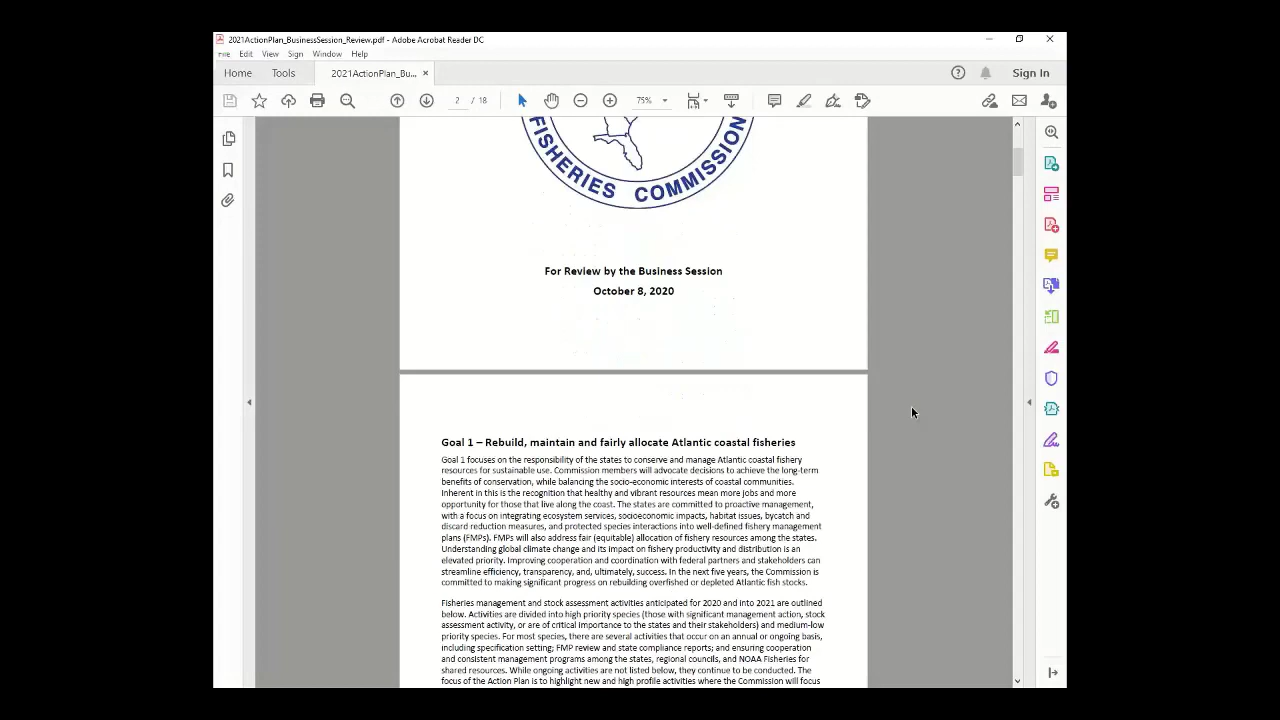 2021ActionPlan_BusinessSession_Review.pdf - Adobe Acrobat Reader DC
File Edit View Sign Window Help
Home Tools 2021ActionPlan_Bu... × Sign In
2 / 18 75%
FISHERIES COMMISSION
For Review by the Business Session
October 8, 2020
Goal 1 – Rebuild, maintain and fairly allocate Atlantic coastal fisheries
Goal 1 focuses on the responsibility of the states to conserve and manage Atlantic coastal fishery
resources for sustainable use. Commission members will advocate decisions to achieve the long-term
benefits of conservation, while balancing the socio-economic interests of coastal communities.
Inherent in this is the recognition that healthy and vibrant resources mean more jobs and more
opportunity for those that live along the coast. The states are committed to proactive management,
with a focus on integrating ecosystem services, socioeconomic impacts, habitat issues, bycatch and
discard reduction measures, and protected species interactions into well-defined fishery management
plans (FMPs). FMPs will also address fair (equitable) allocation of fishery resources among the states.
Understanding global climate change and its impact on fishery productivity and distribution is an
elevated priority. Improving cooperation and coordination with federal partners and stakeholders can
streamline efficiency, transparency, and, ultimately, success. In the next five years, the Commission is
committed to making significant progress on rebuilding overfished or depleted Atlantic fish stocks.
Fisheries management and stock assessment activities anticipated for 2020 and into 2021 are outlined
below. Activities are divided into high priority species (those with significant management action, stock
assessment activity, or are of critical importance to the states and their stakeholders) and medium-low
priority species. For most species, there are several activities that occur on an annual or ongoing basis,
including specification setting; FMP review and state compliance reports; and ensuring cooperation
and consistent management programs among the states, regional councils, and NOAA Fisheries for
shared resources. While ongoing activities are not listed below, they continue to be conducted. The
focus of the Action Plan is to highlight new and high profile activities where the Commission will focus